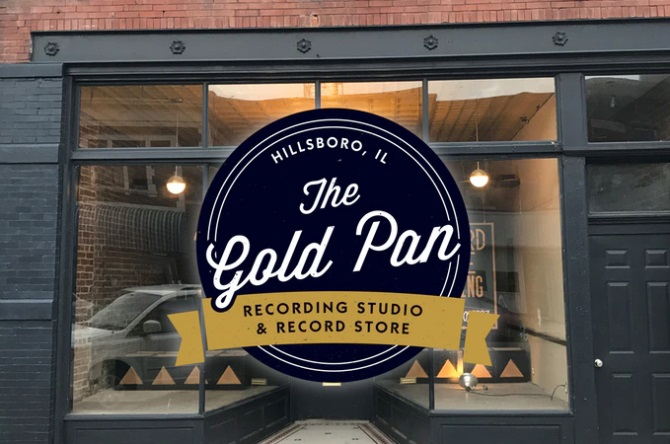 HILLSBORO, IL
The
Gold Pan
RECORDING STUDIO
& RECORD STORE